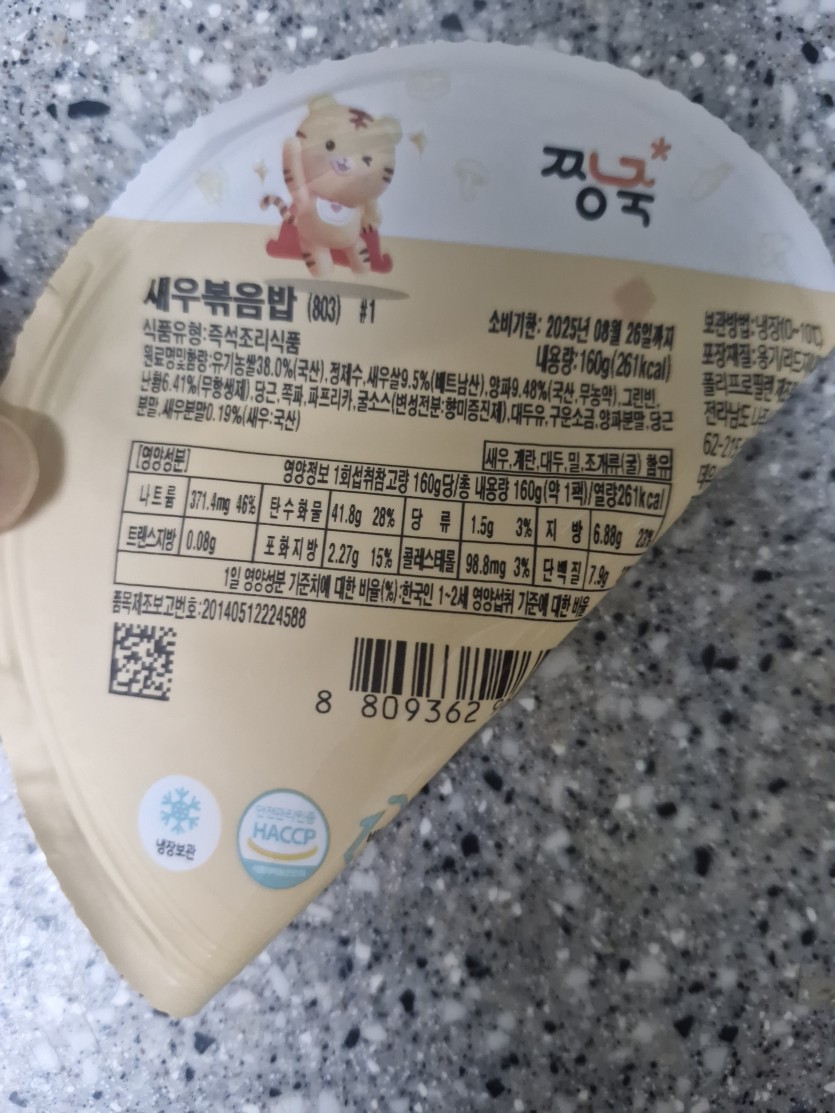 짱죽
새우볶음밥 (803) #1
소비기한: 2025년 08월 26일까지
식품유형:즉석조리식품
내용량:160g(261kcal)
원료명및함량:유기농쌀38.0%(국산),정제수,새우살9.5%(베트남산),양파9.48%(국산,무농약),그린빈,
난황6.41%(무항생제),당근,쪽파,파프리카,굴소스(변성전분:향미증진제),대두유,구운소금,양파분말,당근
분말,새우분말0.19%(새우:국산)
새우,계란,대두,밀,조개류(굴) 함유
[영양성분]
영양정보 1회섭취참고량 160g당/총 내용량 160g(약 1팩)/열량261kcal
나트륨 371.4mg 46% 탄수화물 41.8g 28% 당 류 1.5g 3% 지 방 6.88g
트랜스지방 0.08g 포화지방 2.27g 15% 콜레스테롤 98.8mg 3% 단백질 7.9g
1일 영양성분 기준치에 대한 비율(%):한국인 1~2세 영양섭취 기준에 대한 비율
품목제조보고번호:20140512224588
8 809362
보관방법:냉장(0~10℃
포장재질:용기/리드지
폴리프로필렌
전라남도
62-215
냉장보관
안전관리인증
HACCP